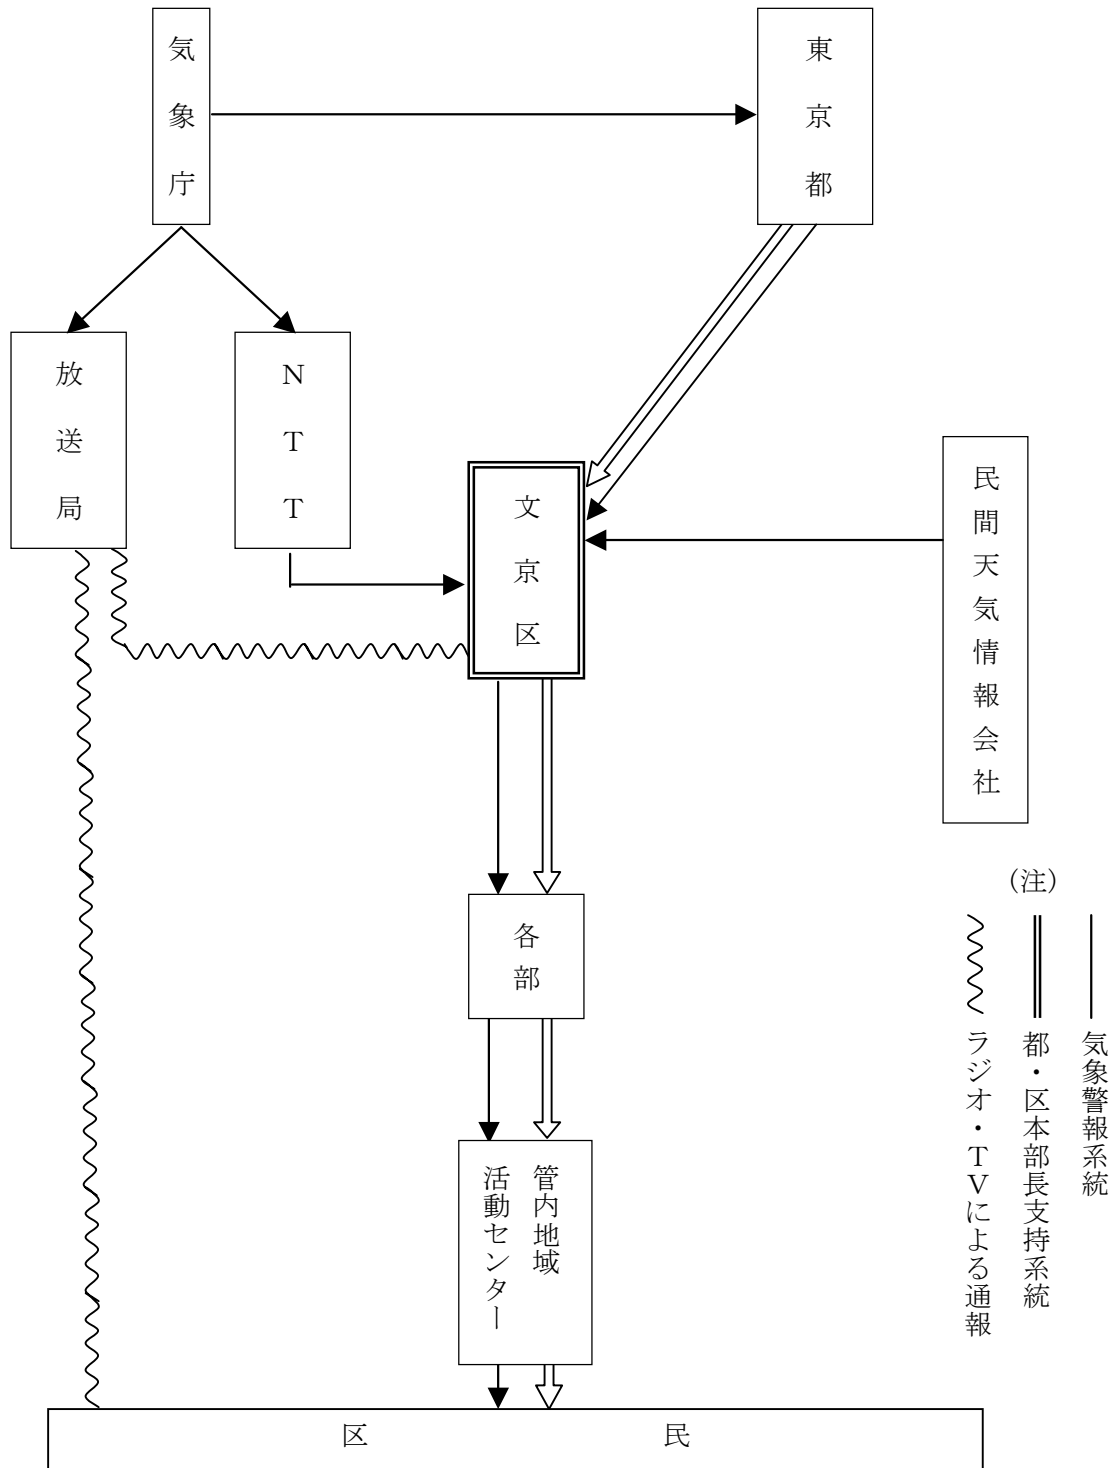 気象庁
東京都
放送局
NTT
文京区
民間天気情報会社
各部
管内地域
活動センター
区民
（注）
気象警報系統
都・区本部長支持系統
ラジオ・TVによる通報